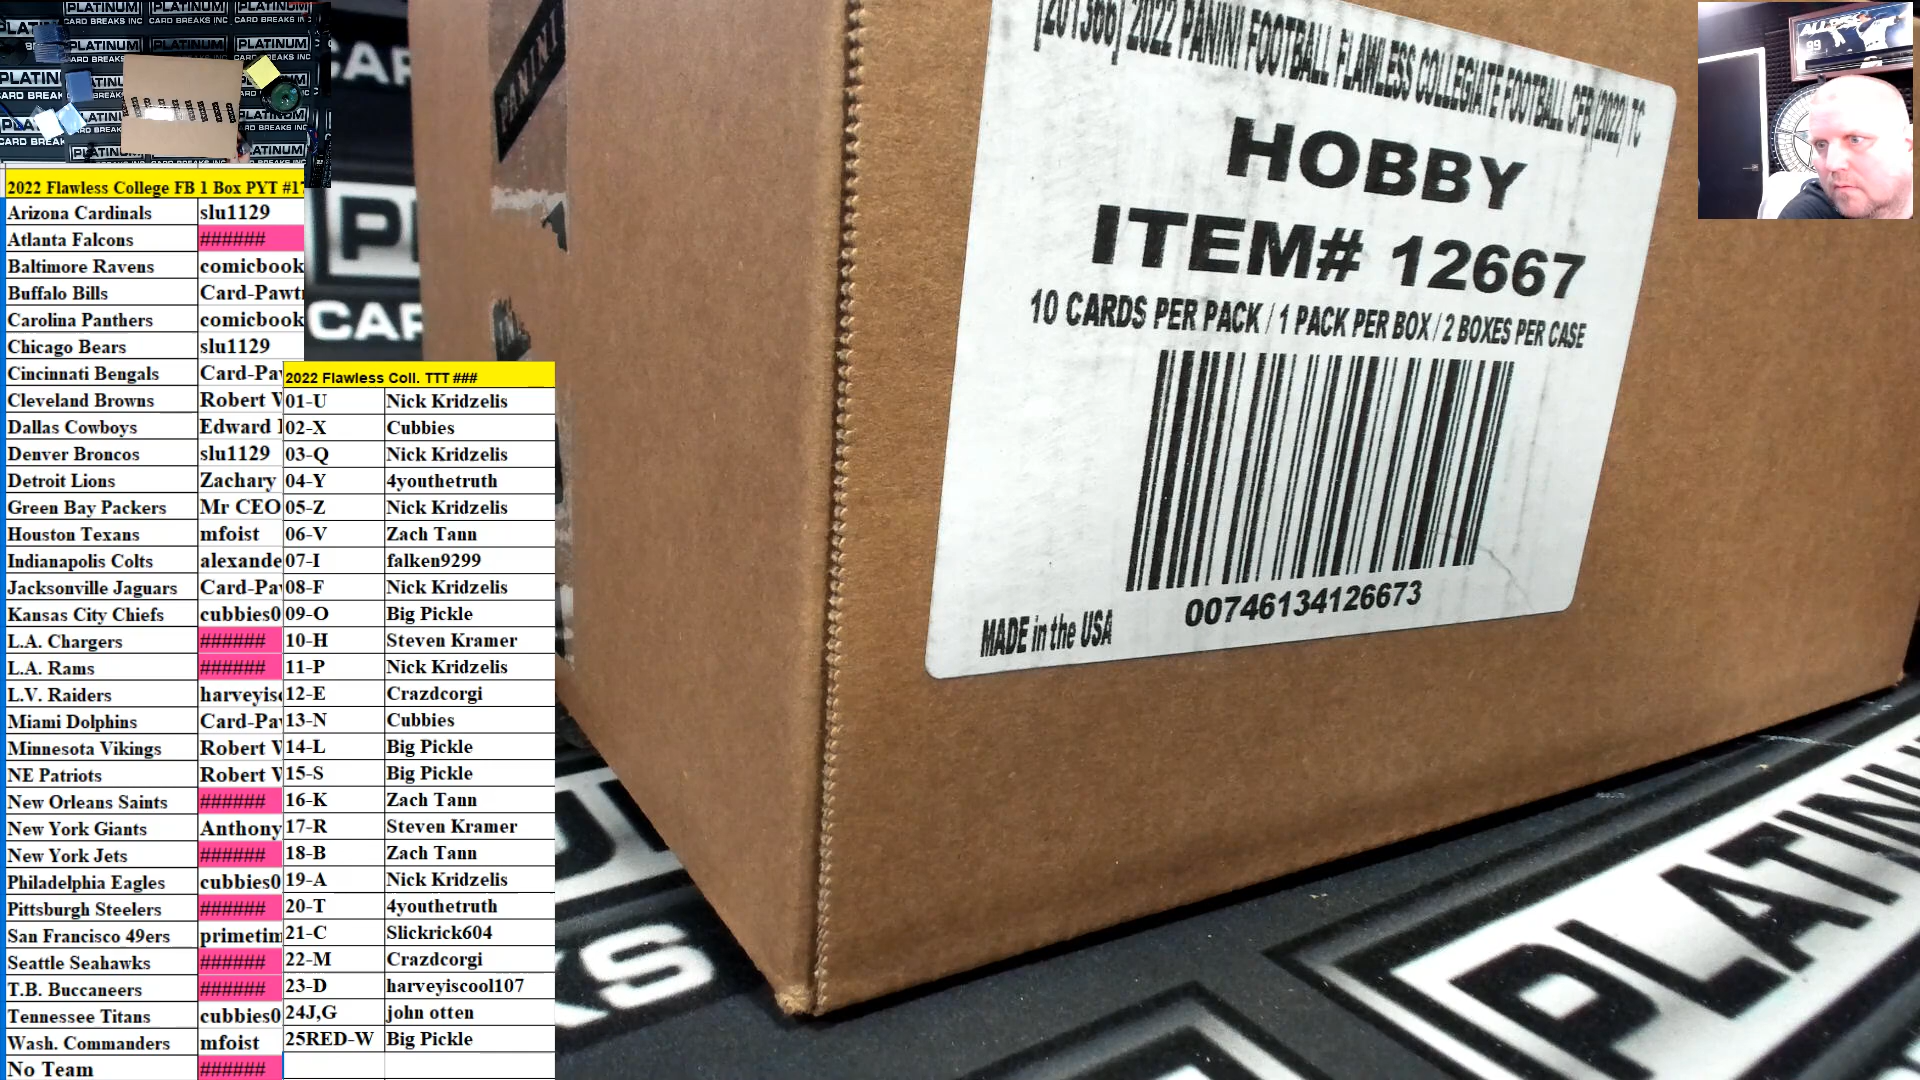 2022 Flawless College FB 1 Box PYT #17
Arizona Cardinals slu1129
Atlanta Falcons ######
Baltimore Ravens comicbook
Buffalo Bills Card-Pawt
Carolina Panthers comicbook
Chicago Bears slu1129
Cincinnati Bengals Card-Pa
Cleveland Browns Robert
Dallas Cowboys Edward
Denver Broncos slu1129
Detroit Lions Zachary
Green Bay Packers Mr CEO
Houston Texans mfoist
Indianapolis Colts alexande
Jacksonville Jaguars Card-Pa
Kansas City Chiefs cubbies0
L.A. Chargers ######
L.A. Rams ######
L.V. Raiders harveyis
Miami Dolphins Card-Pa
Minnesota Vikings Robert
NE Patriots Robert
New Orleans Saints ######
New York Giants Anthony
New York Jets ######
Philadelphia Eagles cubbies0
Pittsburgh Steelers ######
San Francisco 49ers primetim
Seattle Seahawks ######
T.B. Buccaneers ######
Tennessee Titans cubbies0
Wash. Commanders mfoist
No Team ######
2022 Flawless Coll. TTT ###
01-U Nick Kridzelis
02-X Cubbies
03-Q Nick Kridzelis
04-Y 4youthetruth
05-Z Nick Kridzelis
06-V Zach Tann
07-I falken9299
08-F Nick Kridzelis
09-O Big Pickle
10-H Steven Kramer
11-P Nick Kridzelis
12-E Crazdcorgi
13-N Cubbies
14-L Big Pickle
15-S Big Pickle
16-K Zach Tann
17-R Steven Kramer
18-B Zach Tann
19-A Nick Kridzelis
20-T 4youthetruth
21-C Slickrick604
22-M Crazdcorgi
23-D harveyiscool107
24J,G john otten
25RED-W Big Pickle
[201366] 2022 PANINI FOOTBALL FLAWLESS COLLEGIATE FOOTBALL CFB (2022) TC
HOBBY
ITEM# 12667
10 CARDS PER PACK / 1 PACK PER BOX / 2 BOXES PER CASE
00746134126673
MADE in the USA
PANINI
PLATINUM
CARD BREAKS INC
99